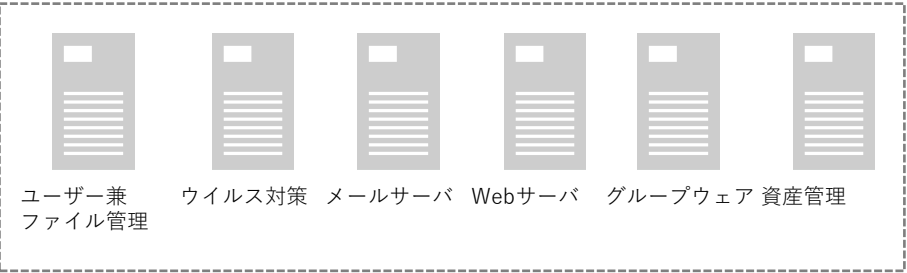 ユーザー兼
ファイル管理
ウイルス対策
メールサーバ
Webサーバ
グループウェア
資産管理